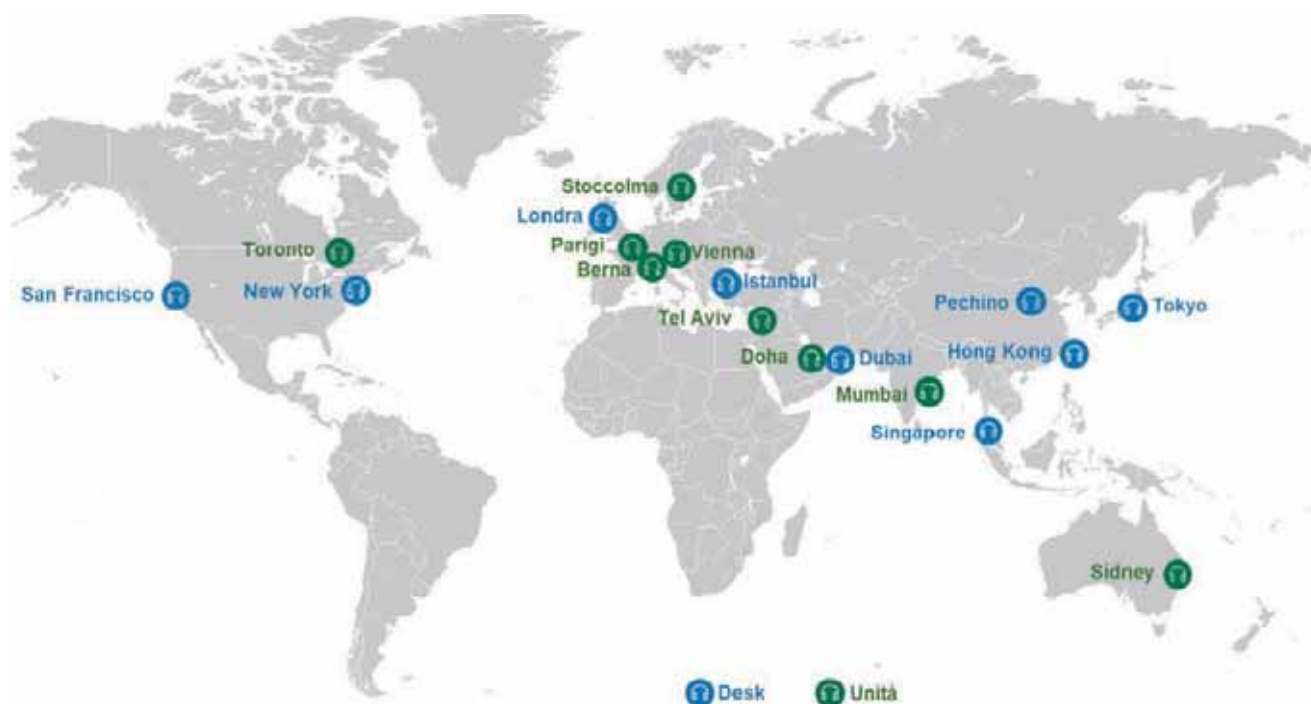 Stoccolma
Londra
Parigi
Vienna
Toronto
Berna
Istanbul
San Francisco
New York
Pechino
Tokyo
Tel Aviv
Doha
Dubai
Hong Kong
Mumbai
Singapore
Sidney
Desk
Unità